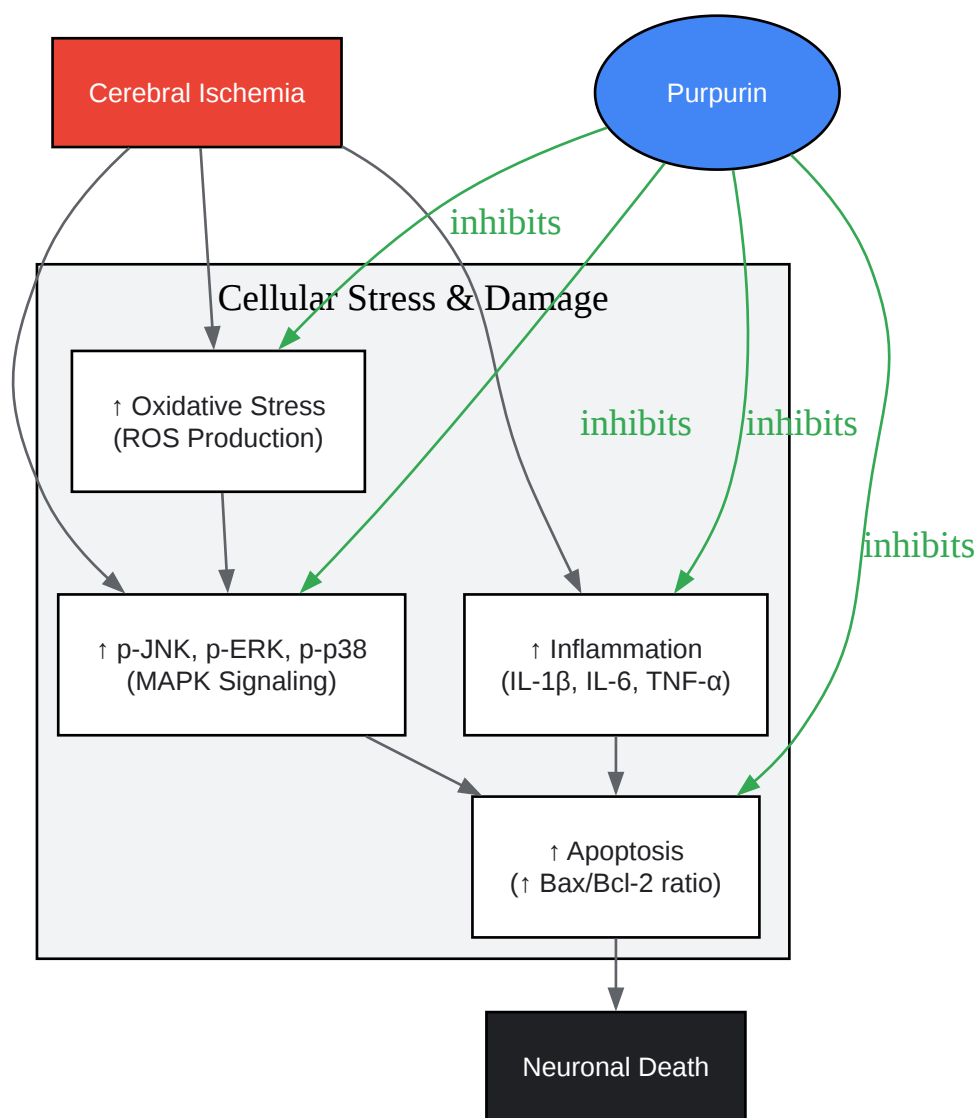 Cerebral Ischemia
Purpurin
inhibits
Cellular Stress & Damage
↑ Oxidative Stress
(ROS Production)
inhibits
inhibits
inhibits
↑ p-JNK, p-ERK, p-p38
(MAPK Signaling)
↑ Inflammation
(IL-1β, IL-6, TNF-α)
↑ Apoptosis
(↑ Bax/Bcl-2 ratio)
Neuronal Death